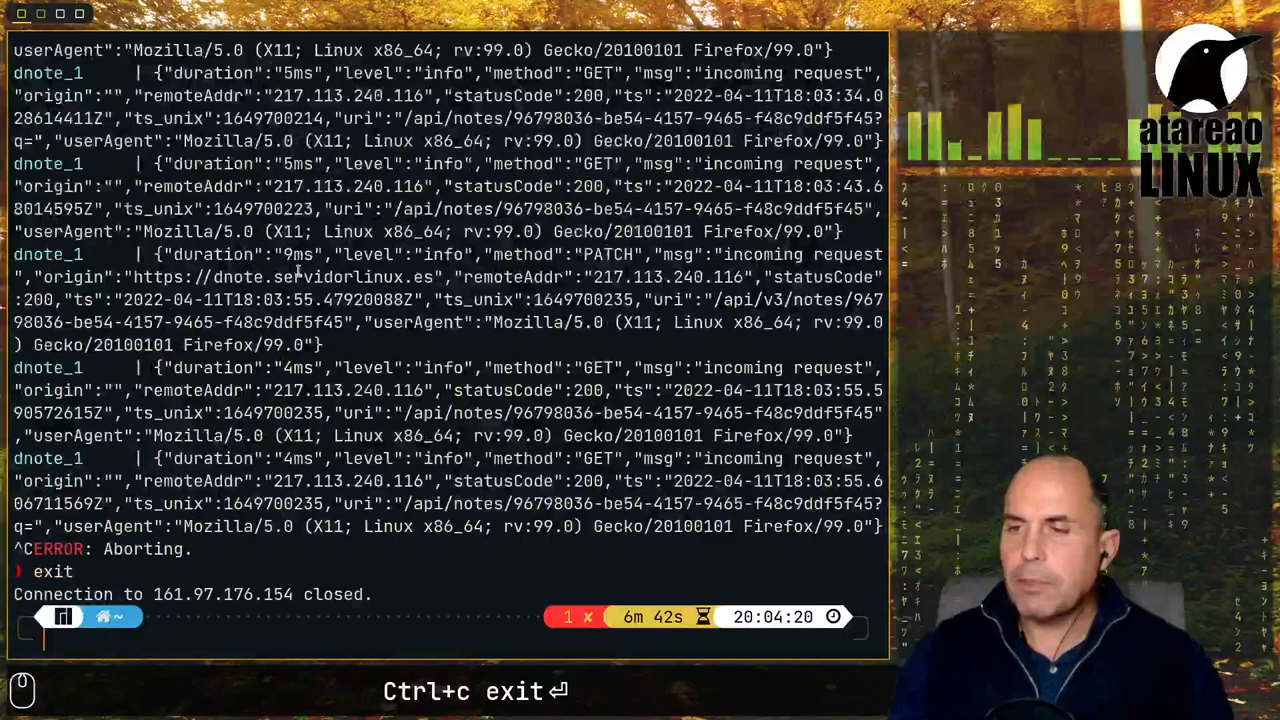 userAgent":"Mozilla/5.0 (X11; Linux x86_64; rv:99.0) Gecko/20100101 Firefox/99.0"}
dnote_1      | {"duration":"5ms","level":"info","method":"GET","msg":"incoming request",
"origin":"","remoteAddr":"217.113.240.116","statusCode":200,"ts":"2022-04-11T18:03:34.0
28614411Z","ts_unix":1649700214,"uri":"/api/notes/96798036-be54-4157-9465-f48c9ddf5f45?
q=","userAgent":"Mozilla/5.0 (X11; Linux x86_64; rv:99.0) Gecko/20100101 Firefox/99.0"}
dnote_1      | {"duration":"5ms","level":"info","method":"GET","msg":"incoming request",
"origin":"","remoteAddr":"217.113.240.116","statusCode":200,"ts":"2022-04-11T18:03:43.6
8014595Z","ts_unix":1649700223,"uri":"/api/notes/96798036-be54-4157-9465-f48c9ddf5f45",
"userAgent":"Mozilla/5.0 (X11; Linux x86_64; rv:99.0) Gecko/20100101 Firefox/99.0"}
dnote_1      | {"duration":"9ms","level":"info","method":"PATCH","msg":"incoming request
","origin":"https://dnote.servidorlinux.es","remoteAddr":"217.113.240.116","statusCode"
:200,"ts":"2022-04-11T18:03:55.47920088Z","ts_unix":1649700235,"uri":"/api/v3/notes/967
98036-be54-4157-9465-f48c9ddf5f45","userAgent":"Mozilla/5.0 (X11; Linux x86_64; rv:99.0
) Gecko/20100101 Firefox/99.0"}
dnote_1      | {"duration":"4ms","level":"info","method":"GET","msg":"incoming request",
"origin":"","remoteAddr":"217.113.240.116","statusCode":200,"ts":"2022-04-11T18:03:55.5
90572615Z","ts_unix":1649700235,"uri":"/api/notes/96798036-be54-4157-9465-f48c9ddf5f45"
,"userAgent":"Mozilla/5.0 (X11; Linux x86_64; rv:99.0) Gecko/20100101 Firefox/99.0"}
dnote_1      | {"duration":"4ms","level":"info","method":"GET","msg":"incoming request",
"origin":"","remoteAddr":"217.113.240.116","statusCode":200,"ts":"2022-04-11T18:03:55.6
06711569Z","ts_unix":1649700235,"uri":"/api/notes/96798036-be54-4157-9465-f48c9ddf5f45?
q=","userAgent":"Mozilla/5.0 (X11; Linux x86_64; rv:99.0) Gecko/20100101 Firefox/99.0"}
^CERROR: Aborting.
❩ exit
Connection to 161.97.176.154 closed.
~ 1 ✘ 6m 42s 20:04:20
Ctrl+c exit⏎
atareao
LINUX